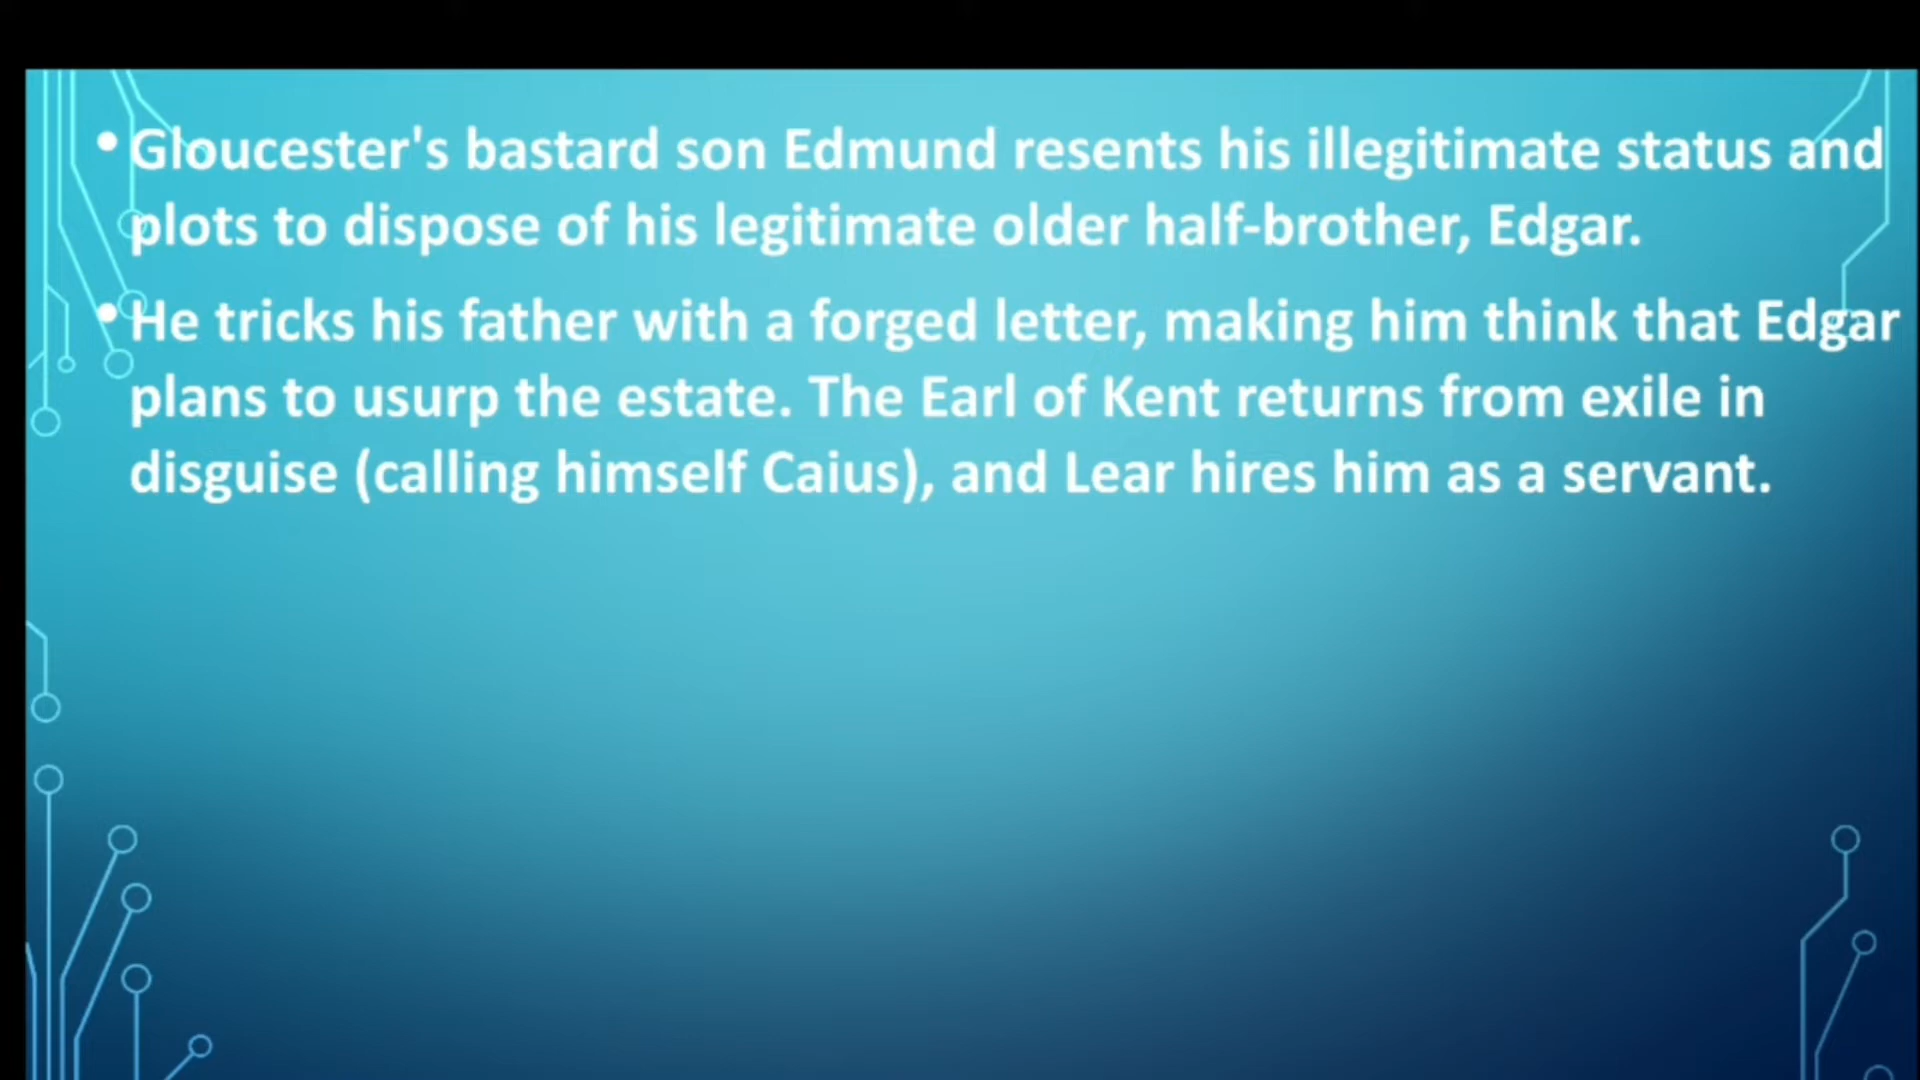 • Gloucester's bastard son Edmund resents his illegitimate status and
plots to dispose of his legitimate older half-brother, Edgar.
• He tricks his father with a forged letter, making him think that Edgar
plans to usurp the estate. The Earl of Kent returns from exile in
disguise (calling himself Caius), and Lear hires him as a servant.